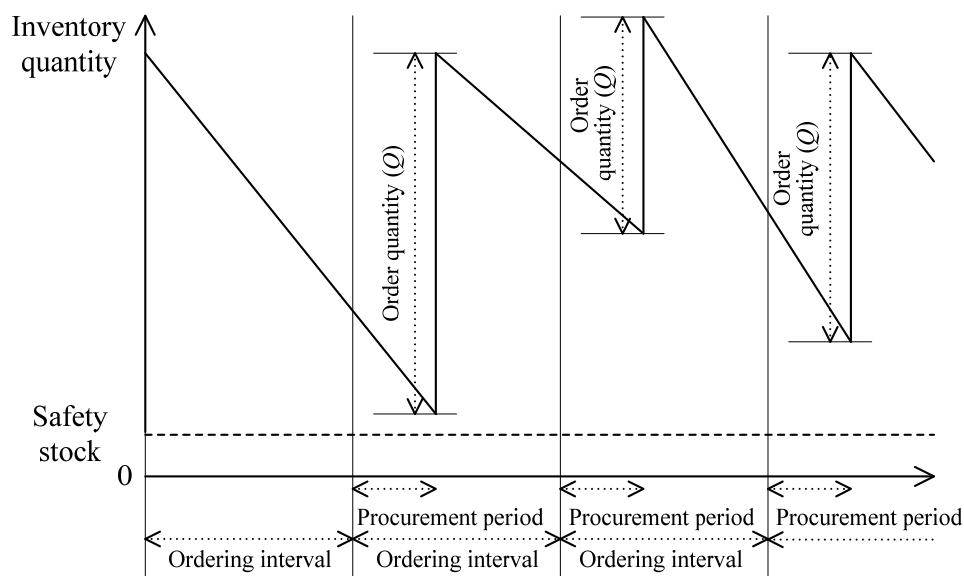 Inventory
quantity
Order quantity (Q)
Order
quantity (Q)
Order
quantity (Q)
Safety
stock
0
Procurement period
Procurement period
Procurement period
Ordering interval
Ordering interval
Ordering interval